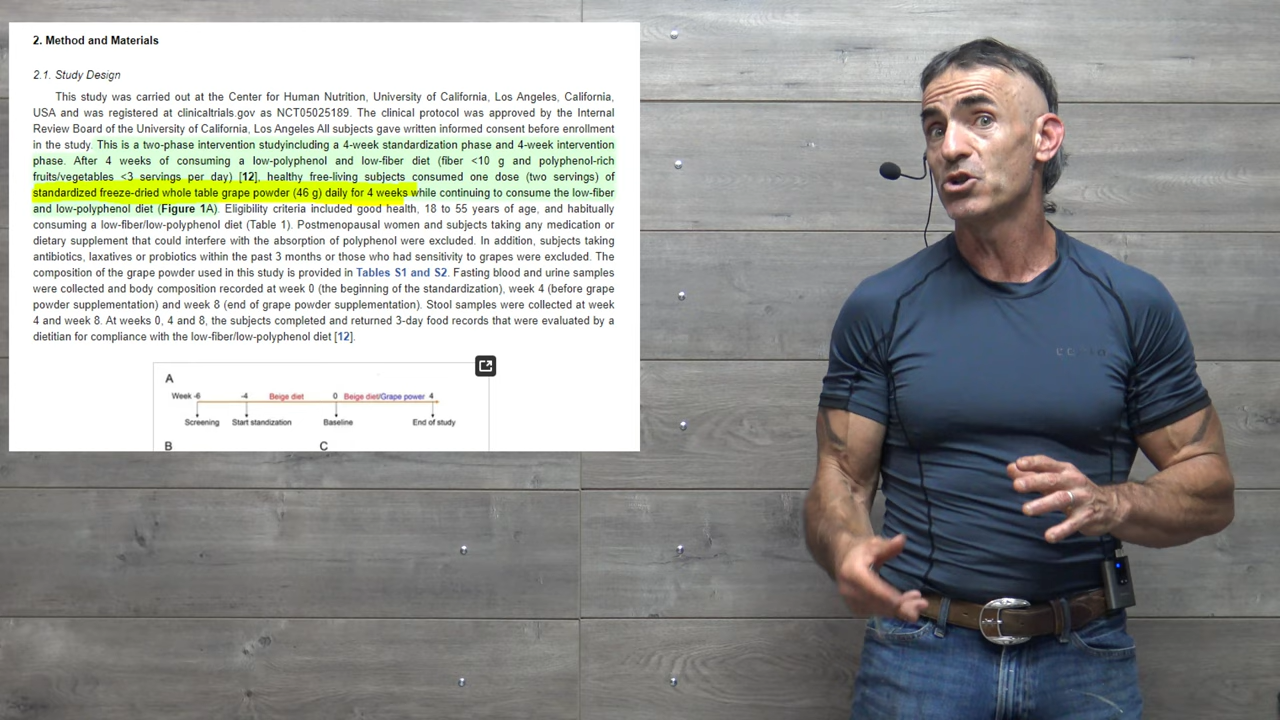 2. Method and Materials
2.1. Study Design
This study was carried out at the Center for Human Nutrition, University of California, Los Angeles, California,
USA and was registered at clinicaltrials.gov as NCT05025189. The clinical protocol was approved by the Internal
Review Board of the University of California, Los Angeles All subjects gave written informed consent before enrollment
in the study. This is a two-phase intervention studyincluding a 4-week standardization phase and 4-week intervention
phase. After 4 weeks of consuming a low-polyphenol and low-fiber diet (fiber <10 g and polyphenol-rich
fruits/vegetables <3 servings per day) [12], healthy free-living subjects consumed one dose (two servings) of
standardized freeze-dried whole table grape powder (46 g) daily for 4 weeks while continuing to consume the low-fiber
and low-polyphenol diet (Figure 1A). Eligibility criteria included good health, 18 to 55 years of age, and habitually
consuming a low-fiber/low-polyphenol diet (Table 1). Postmenopausal women and subjects taking any medication or
dietary supplement that could interfere with the absorption of polyphenol were excluded. In addition, subjects taking
antibiotics, laxatives or probiotics within the past 3 months or those who had sensitivity to grapes were excluded. The
composition of the grape powder used in this study is provided in Tables S1 and S2. Fasting blood and urine samples
were collected and body composition recorded at week 0 (the beginning of the standardization), week 4 (before grape
powder supplementation) and week 8 (end of grape powder supplementation). Stool samples were collected at week
4 and week 8. At weeks 0, 4 and 8, the subjects completed and returned 3-day food records that were evaluated by a
dietitian for compliance with the low-fiber/low-polyphenol diet [12].
A
Week -6 -4 Beige diet 0 Beige diet/Grape power 4
Screening Start standization Baseline End of study
B C